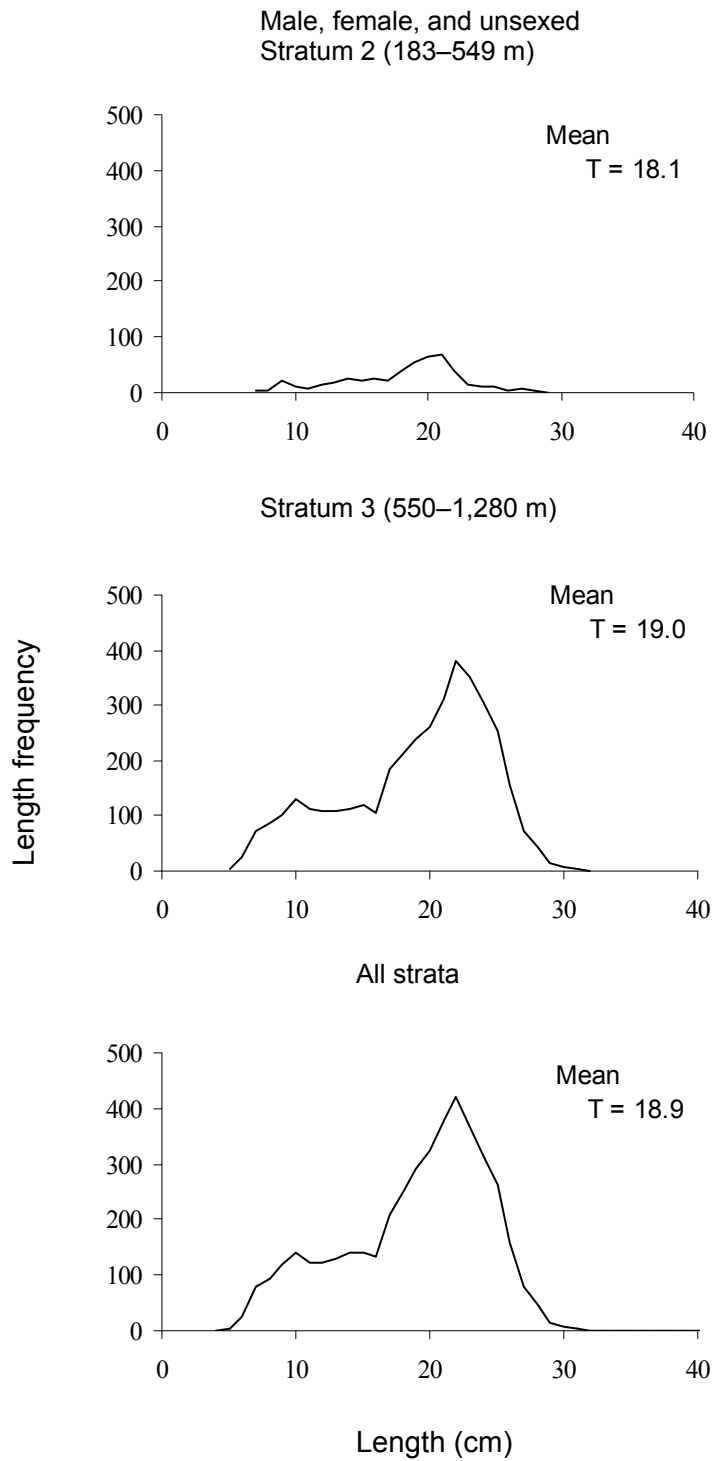 Male, female, and unsexed
Stratum 2 (183–549 m)
500
Mean
400
T = 18.1
300
200
100
0
0 10 20 30 40
Stratum 3 (550–1,280 m)
500
Mean
T = 19.0
400
300
200
100
0
0 10 20 30 40
Length frequency
All strata
500
Mean
400
T = 18.9
300
200
100
0
0 10 20 30 40
Length (cm)